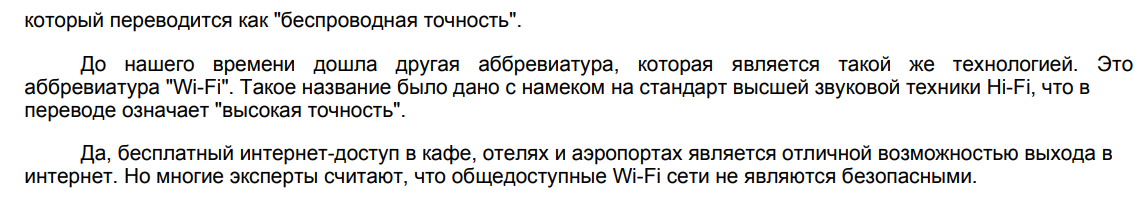 который переводится как "беспроводная точность".
До нашего времени дошла другая аббревиатура, которая является такой же технологией. Это
аббревиатура "Wi-Fi". Такое название было дано с намеком на стандарт высшей звуковой техники Hi-Fi, что в
переводе означает "высокая точность".
Да, бесплатный интернет-доступ в кафе, отелях и аэропортах является отличной возможностью выхода в
интернет. Но многие эксперты считают, что общедоступные Wi-Fi сети не являются безопасными.